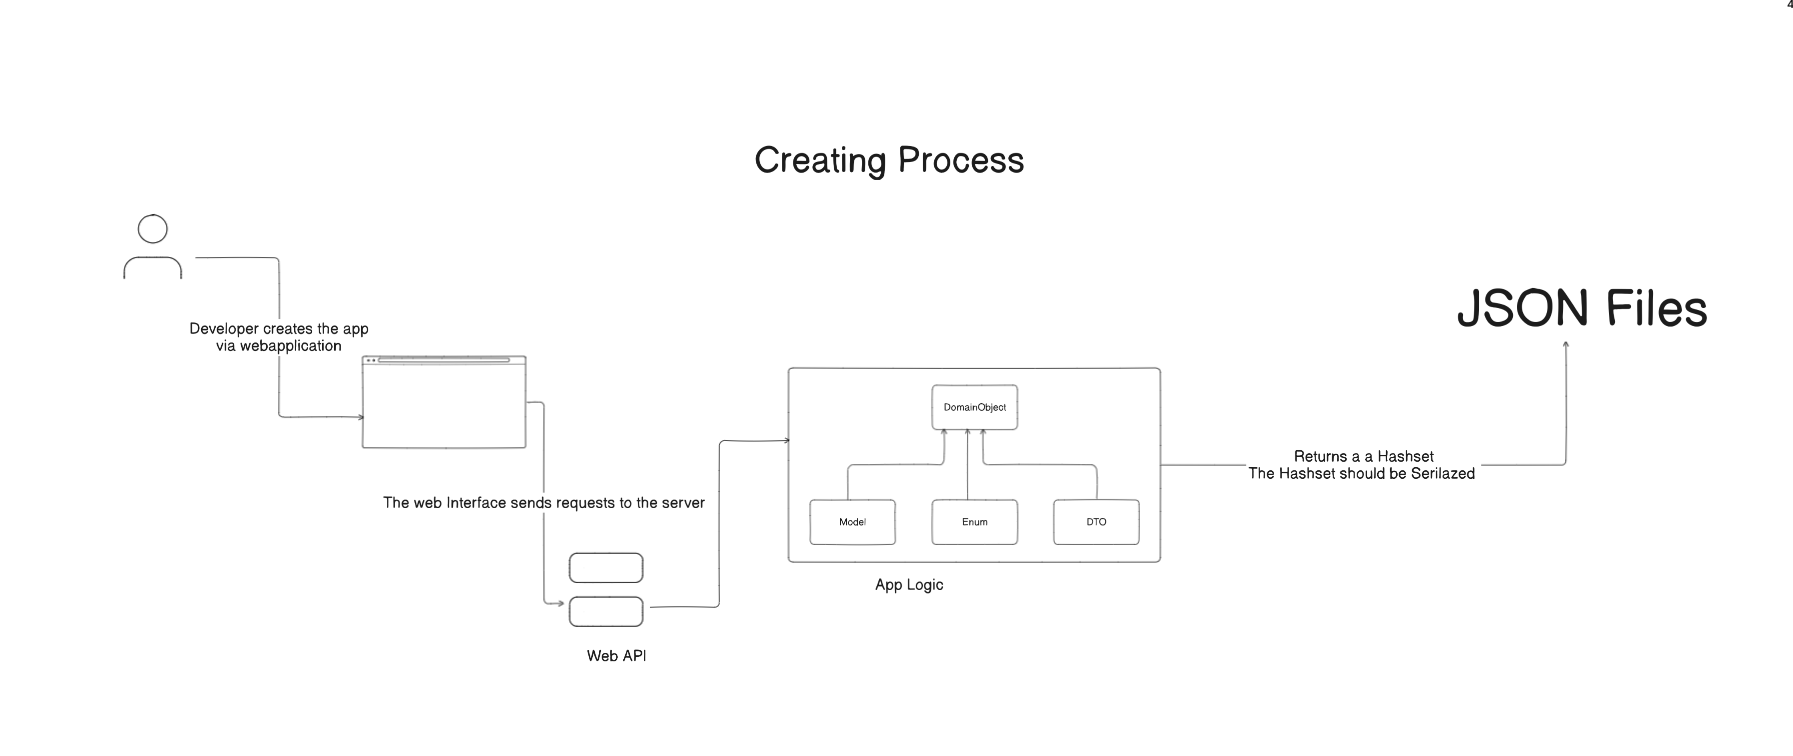 4
Creating Process
Developer creates the app
via webapplication
JSON Files
DomainObject
Returns a a Hashset
The Hashset should be Serilazed
The web Interface sends requests to the server
Model
Enum
DTO
App Logic
Web API